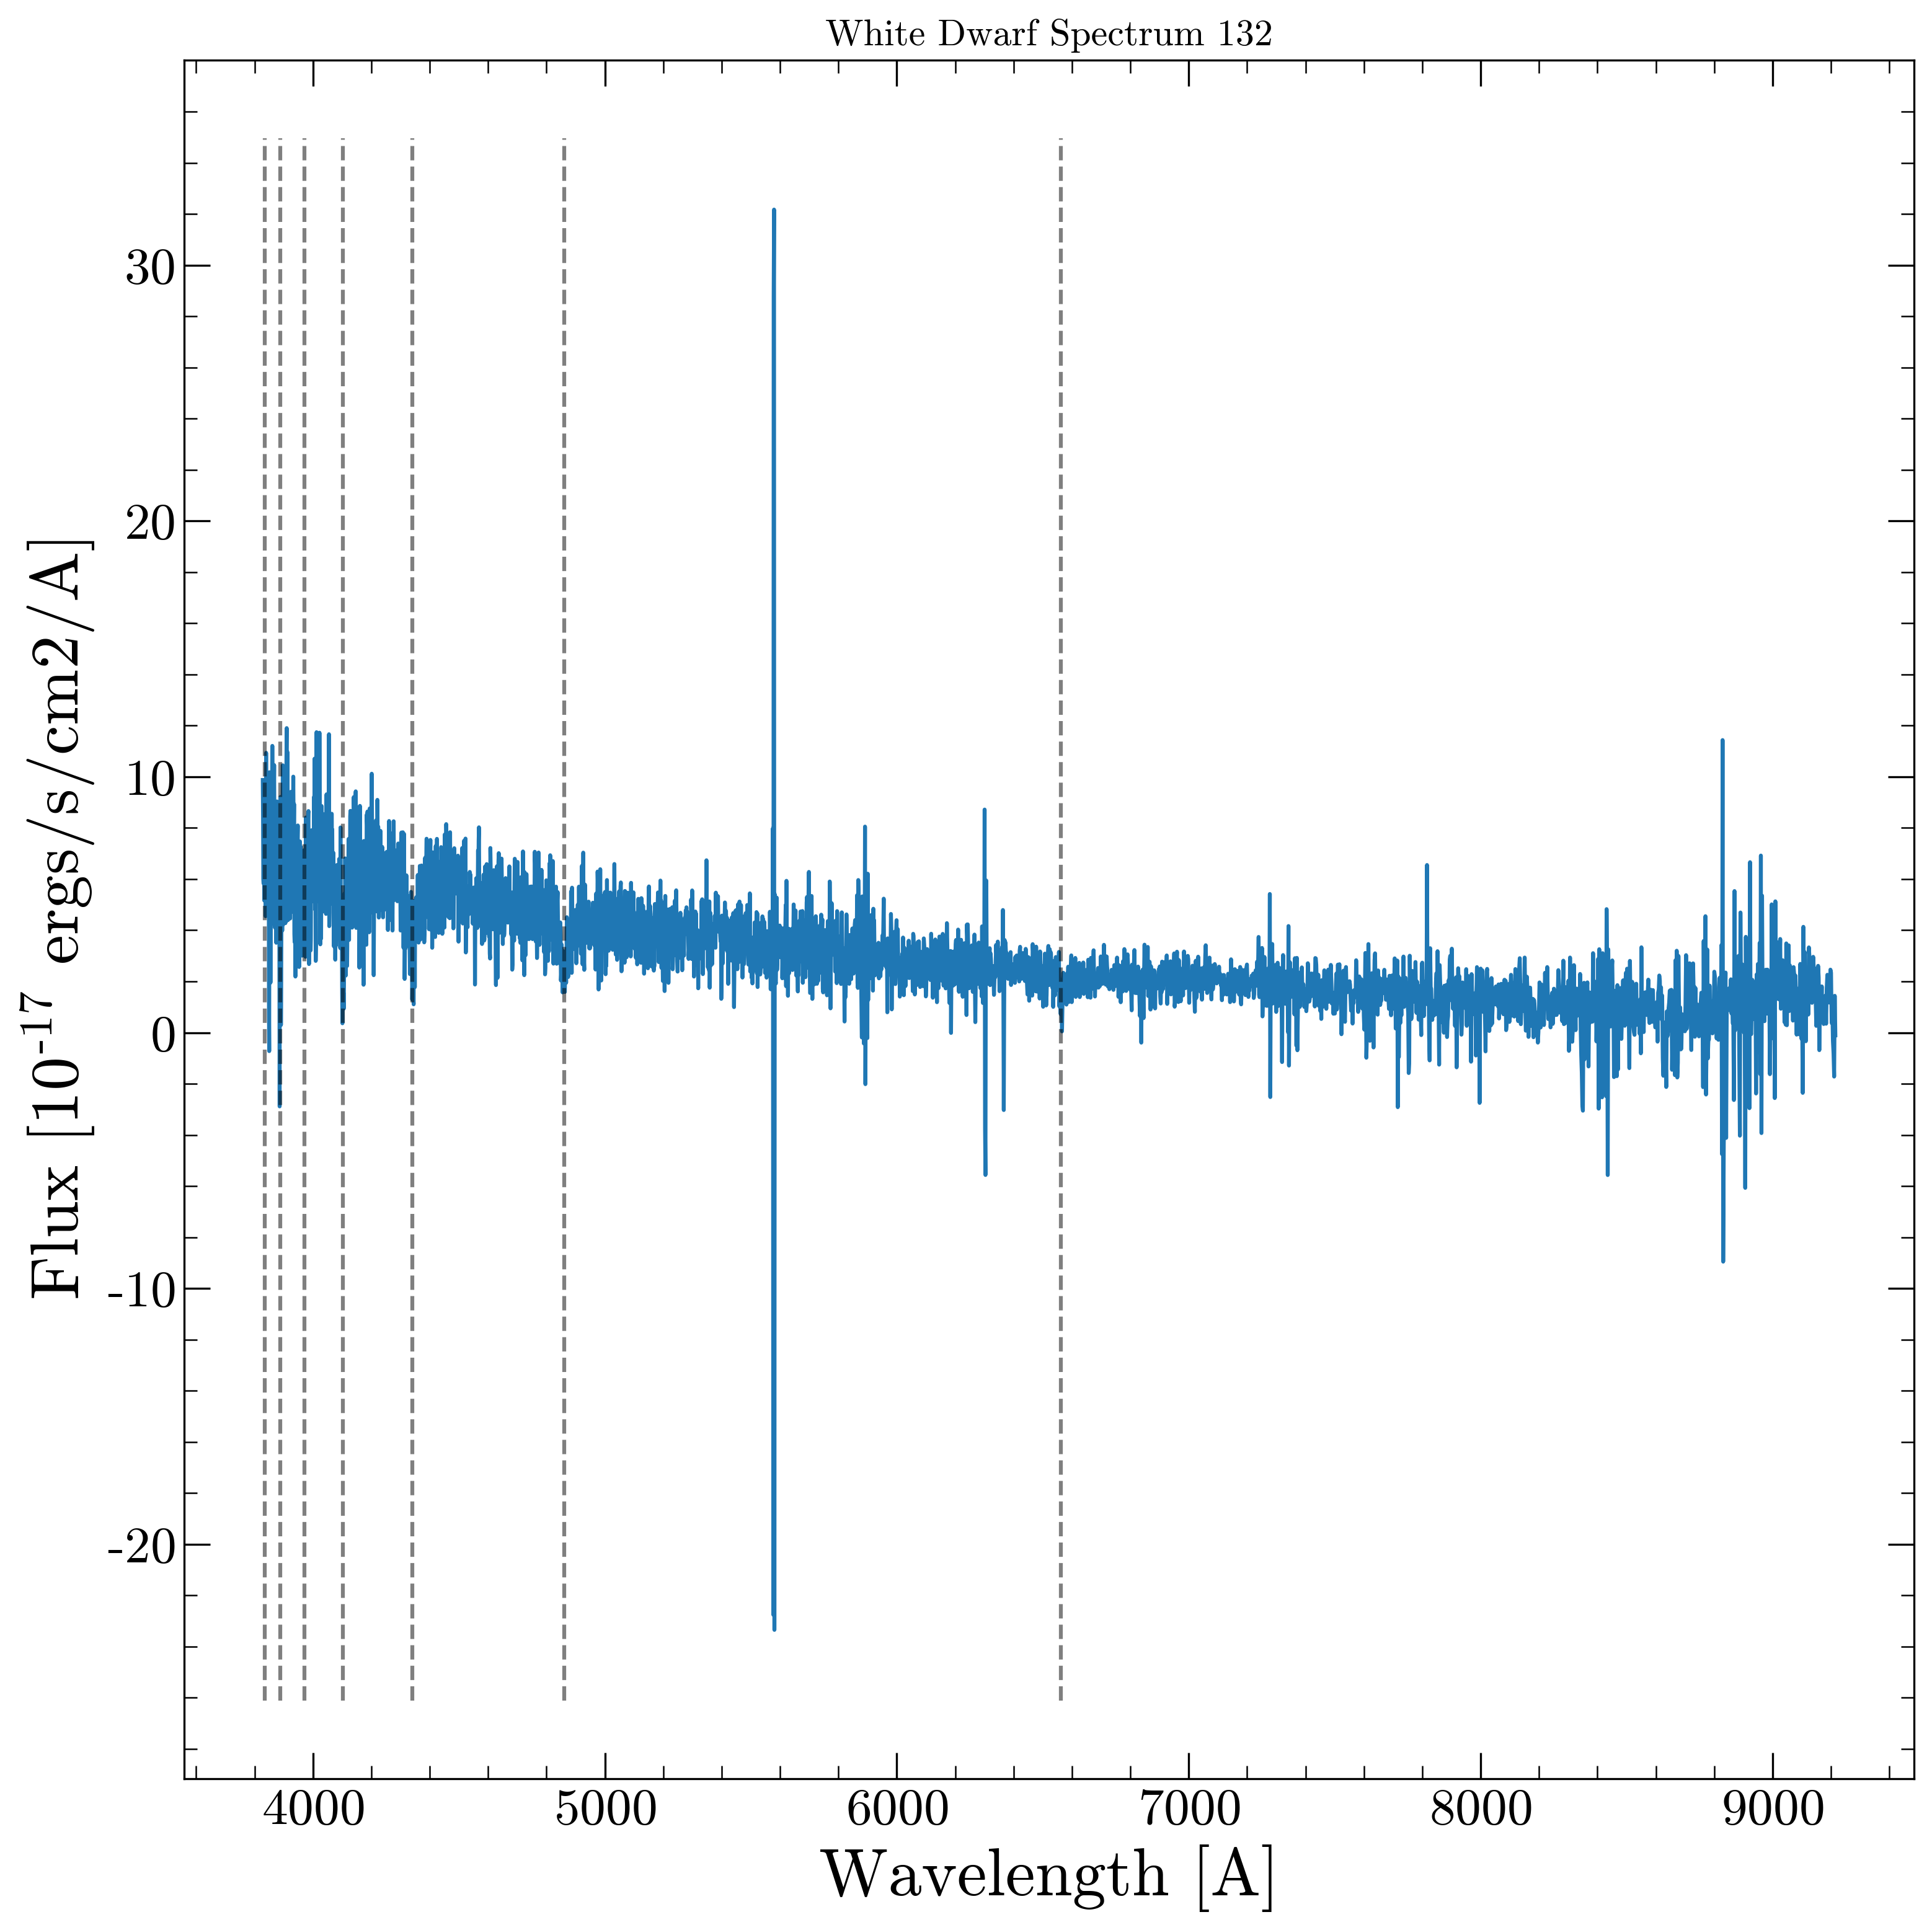 White Dwarf Spectrum 132
30
20
10
0
-10
-20
Flux [10-17 ergs/s/cm2/A]
4000 5000 6000 7000 8000 9000
Wavelength [A]